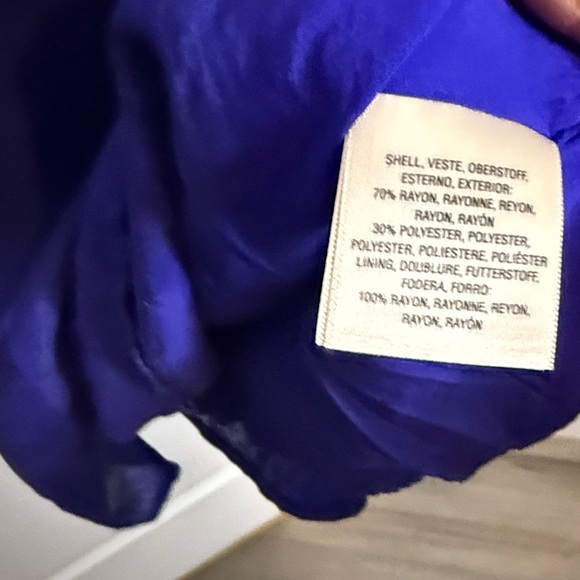 SHELL, VESTE, OBERSTOFF,
ESTERNO, EXTERIOR:
70% RAYON, RAYONNE, REYON,
RAYON, RAYÓN
30% POLYESTER, POLYESTER,
POLYESTER, POLIESTERE, POLIÉSTER
LINING, DOUBLURE, FUTTERSTOFF,
FODERA, FORRO:
100% RAYON, RAYONNE, REYON,
RAYON, RAYÓN